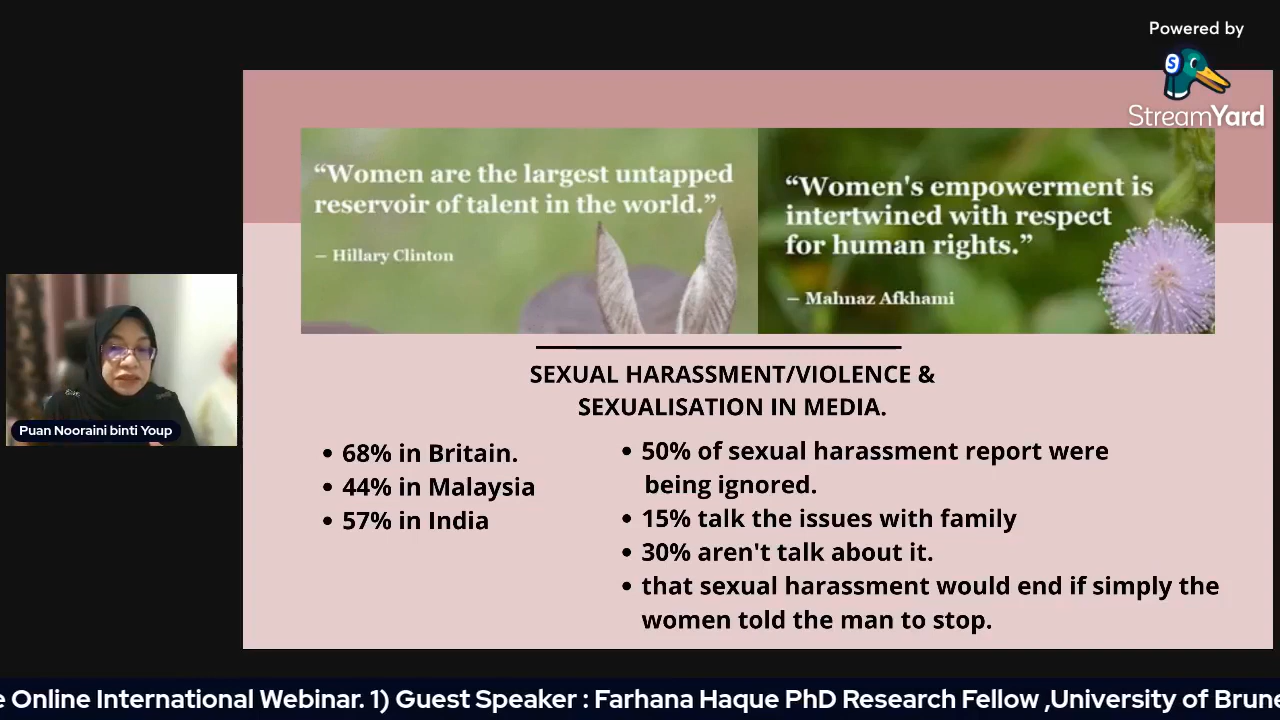 Powered by
S
StreamYard
“Women are the largest untapped
reservoir of talent in the world.”
— Hillary Clinton
“Women's empowerment is
intertwined with respect
for human rights.”
— Mahnaz Afkhami
SEXUAL HARASSMENT/VIOLENCE &
SEXUALISATION IN MEDIA.
• 68% in Britain.
• 44% in Malaysia
• 57% in India
• 50% of sexual harassment report were
being ignored.
• 15% talk the issues with family
• 30% aren't talk about it.
• that sexual harassment would end if simply the
women told the man to stop.
Puan Nooraini binti Youp
e Online International Webinar. 1) Guest Speaker : Farhana Haque PhD Research Fellow ,University of Brune